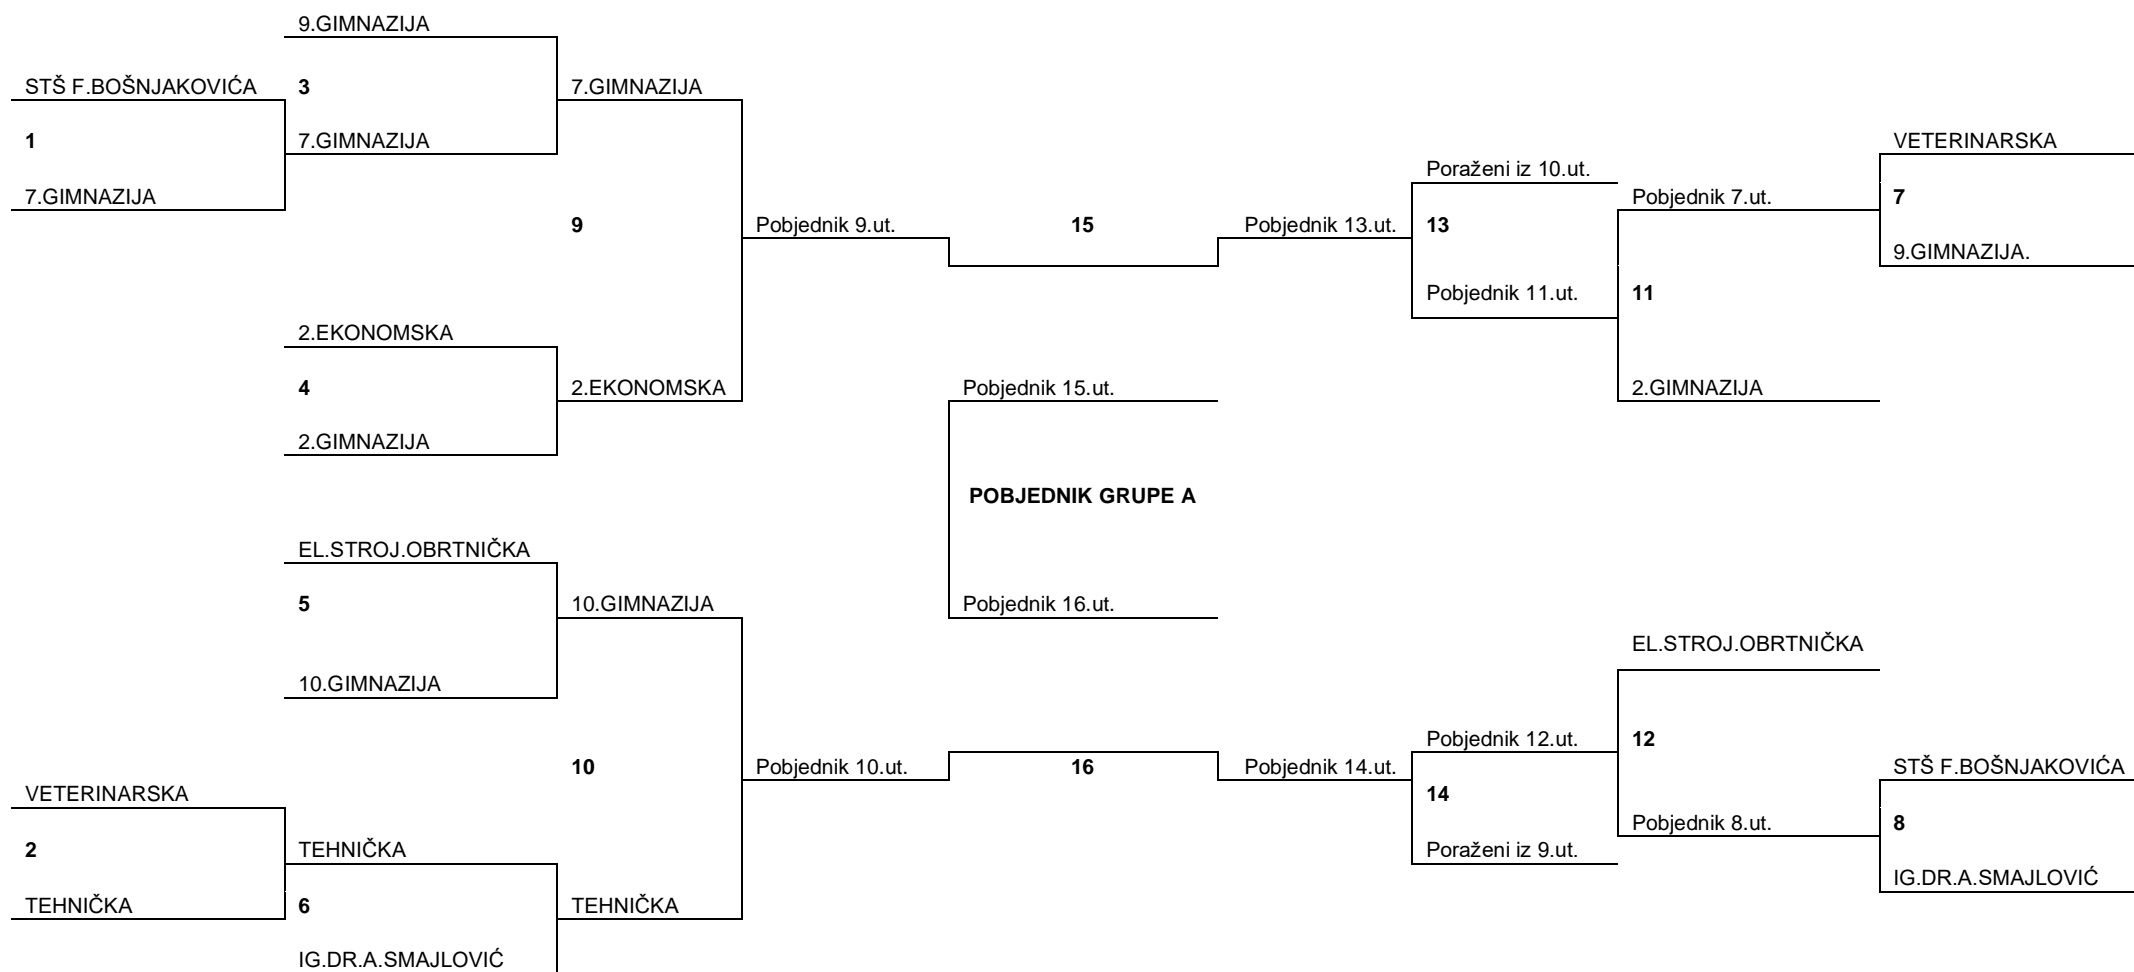 9.GIMNAZIJA
STŠ F.BOŠNJAKOVIĆA
3
7.GIMNAZIJA
1
7.GIMNAZIJA
VETERINARSKA
Poraženi iz 10.ut.
7.GIMNAZIJA
Pobjednik 7.ut.
7
9
Pobjednik 9.ut.
15
Pobjednik 13.ut.
13
9.GIMNAZIJA.
Pobjednik 11.ut.
11
2.EKONOMSKA
4
2.EKONOMSKA
Pobjednik 15.ut.
2.GIMNAZIJA
2.GIMNAZIJA
POBJEDNIK GRUPE A
EL.STROJ.OBRTNIČKA
5
10.GIMNAZIJA
Pobjednik 16.ut.
EL.STROJ.OBRTNIČKA
10.GIMNAZIJA
Pobjednik 12.ut.
12
10
Pobjednik 10.ut.
16
Pobjednik 14.ut.
STŠ F.BOŠNJAKOVIĆA
VETERINARSKA
14
Pobjednik 8.ut.
8
2
TEHNIČKA
Poraženi iz 9.ut.
IG.DR.A.SMAJLOVIĆ
TEHNIČKA
6
TEHNIČKA
IG.DR.A.SMAJLOVIĆ